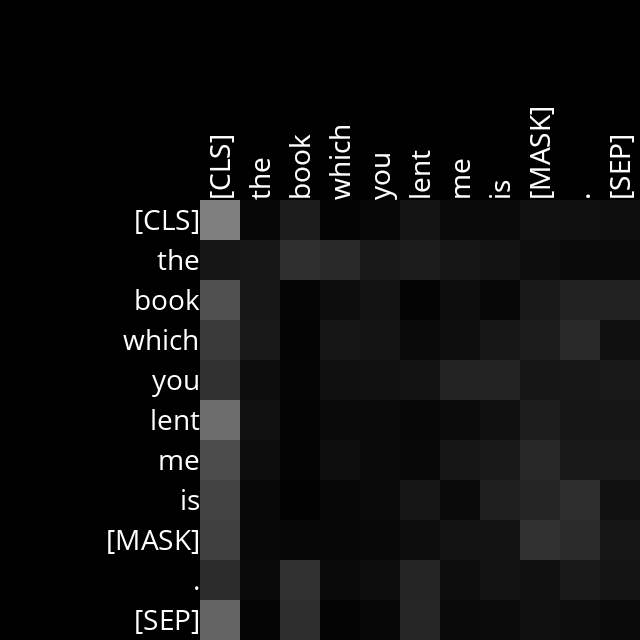 [CLS] the book which you lent me is [MASK] . [SEP]
[CLS]
the
book
which
you
lent
me
is
[MASK]
.
[SEP]